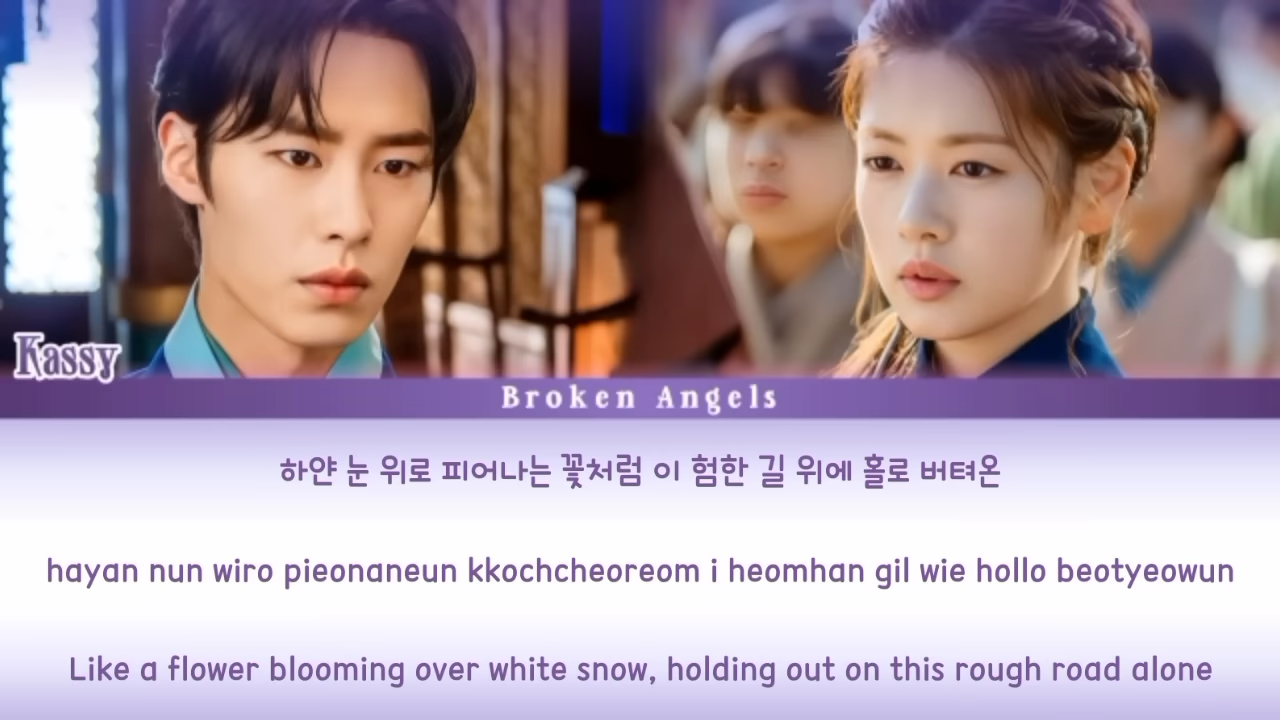 Kassy
Broken Angels
하얀 눈 위로 피어나는 꽃처럼 이 험한 길 위에 홀로 버텨온
hayan nun wiro pieonaneun kkochcheoreom i heomhan gil wie hollo beotyeowun
Like a flower blooming over white snow, holding out on this rough road alone